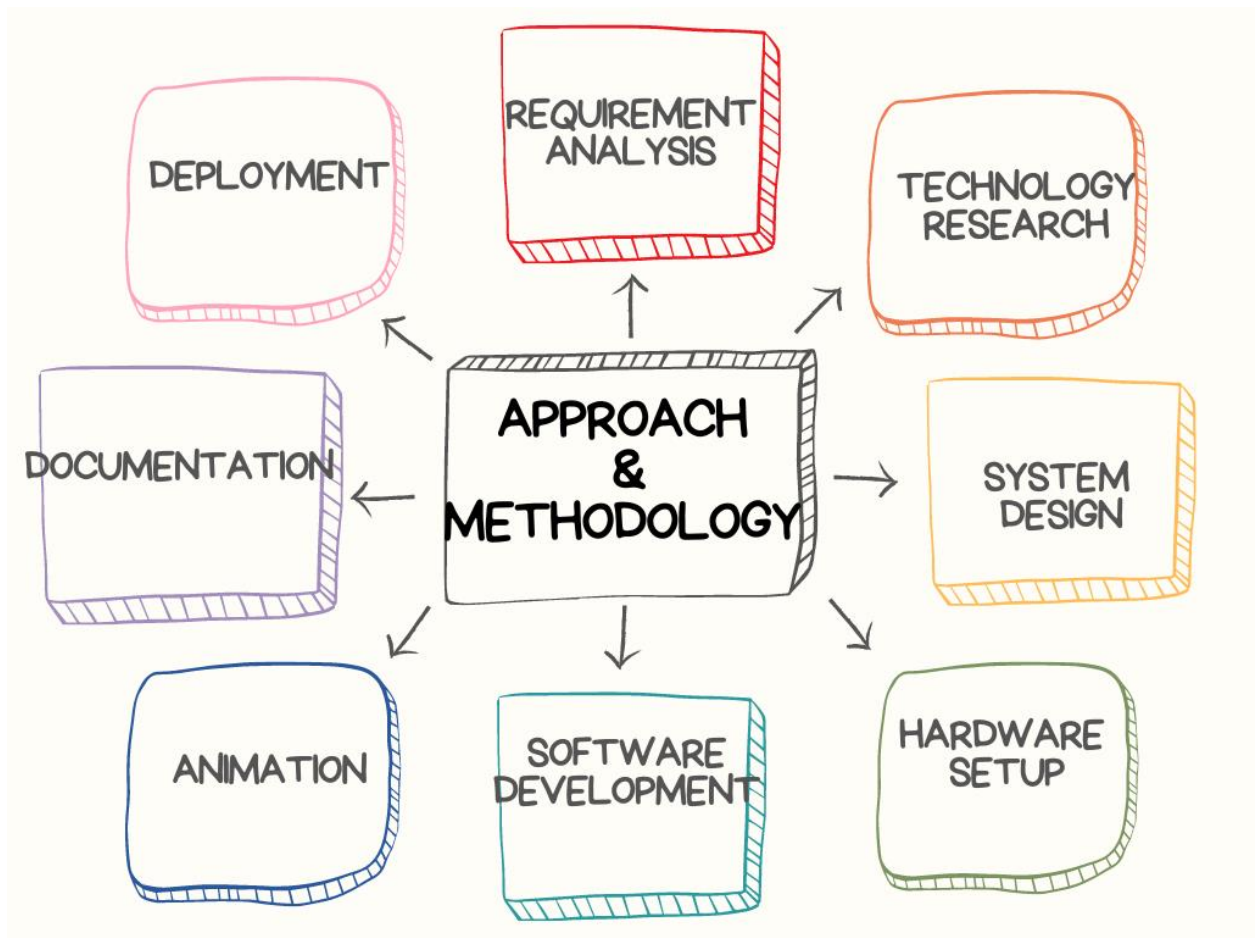 REQUIREMENT
ANALYSIS
DEPLOYMENT
TECHNOLOGY
RESEARCH
APPROACH
&
METHODOLOGY
DOCUMENTATION
SYSTEM
DESIGN
ANIMATION
SOFTWARE
DEVELOPMENT
HARDWARE
SETUP